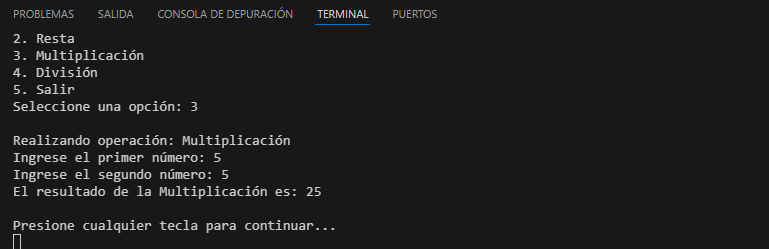 PROBLEMAS SALIDA CONSOLA DE DEPURACIÓN TERMINAL PUERTOS
2. Resta
3. Multiplicación
4. División
5. Salir
Seleccione una opción: 3
Realizando operación: Multiplicación
Ingrese el primer número: 5
Ingrese el segundo número: 5
El resultado de la Multiplicación es: 25
Presione cualquier tecla para continuar...